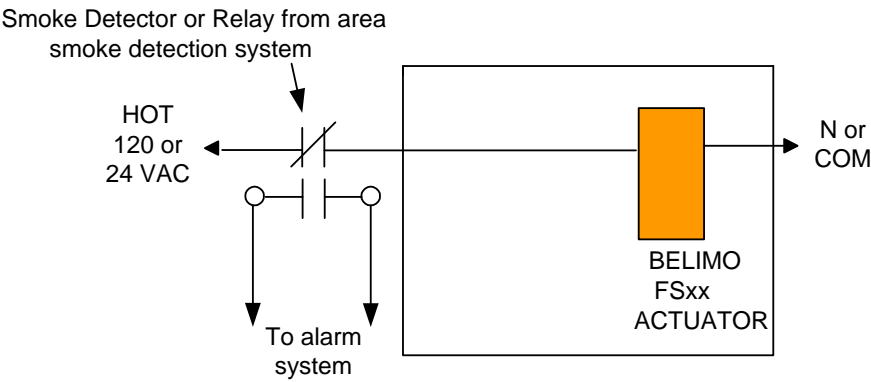 Smoke Detector or Relay from area
smoke detection system
HOT
120 or
24 VAC
N or
COM
BELIMO
FSxx
ACTUATOR
To alarm
system